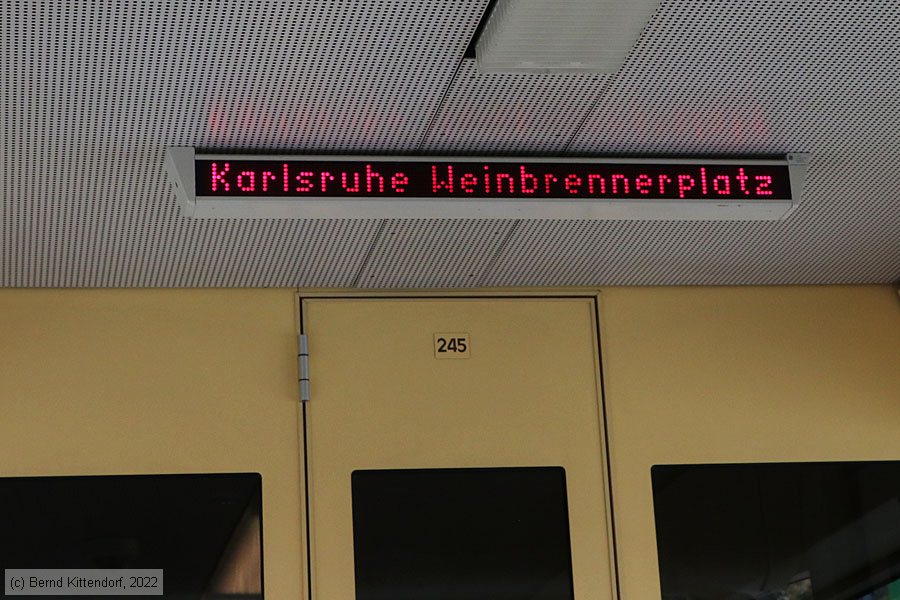 Karlsruhe Weinbrennerplatz
245
(c) Bernd Kittendorf, 2022